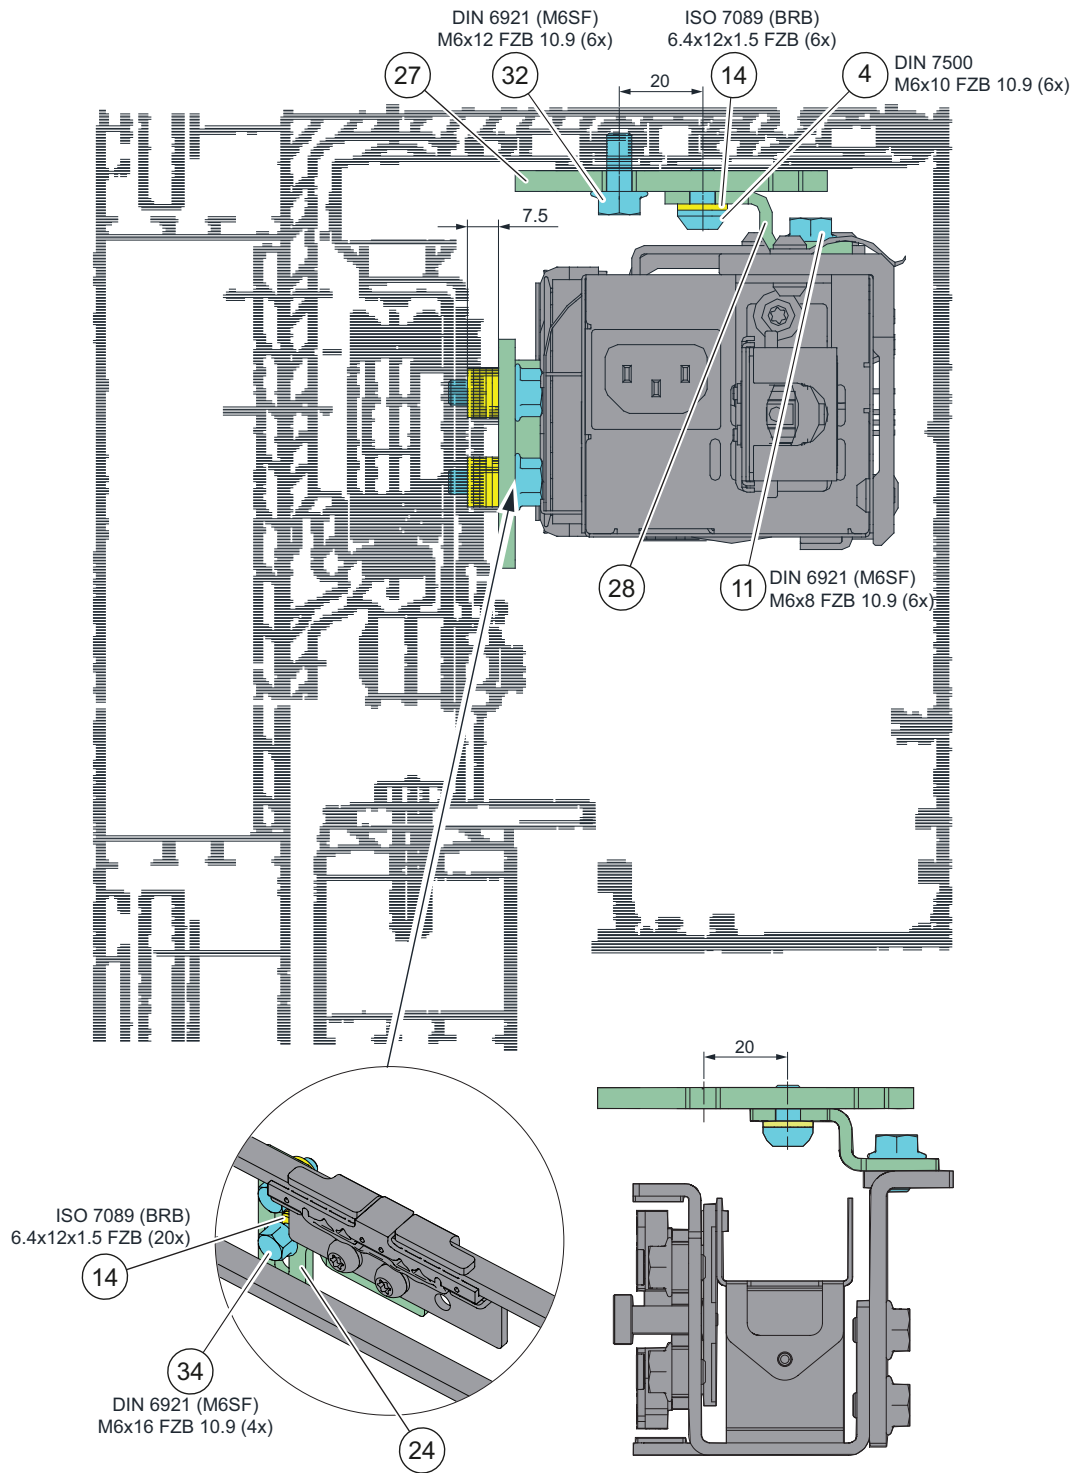 DIN 6921 (M6SF)
M6x12 FZB 10.9 (6x)
ISO 7089 (BRB)
6.4x12x1.5 FZB (6x)
27
32
20
14
4
DIN 7500
M6x10 FZB 10.9 (6x)
7.5
28
11
DIN 6921 (M6SF)
M6x8 FZB 10.9 (6x)
20
ISO 7089 (BRB)
6.4x12x1.5 FZB (20x)
14
34
DIN 6921 (M6SF)
M6x16 FZB 10.9 (4x)
24